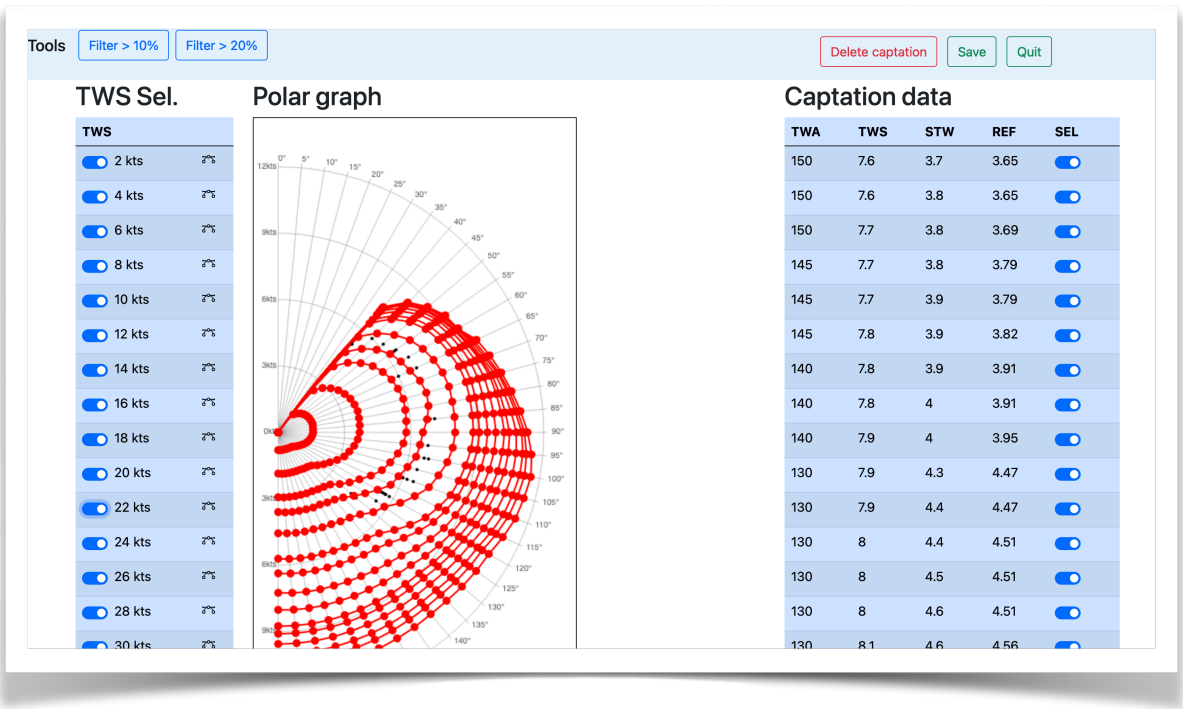 Tools Filter > 10% Filter > 20% Delete captation Save Quit
TWS Sel.
TWS
2 kts
4 kts
6 kts
8 kts
10 kts
12 kts
14 kts
16 kts
18 kts
20 kts
22 kts
24 kts
26 kts
28 kts
30 kts
Polar graph
12kts
9kts
6kts
3kts
0kts
3kts
6kts
9kts
0°
5°
10°
15°
20°
25°
30°
35°
40°
45°
50°
55°
60°
65°
70°
75°
80°
85°
90°
95°
100°
105°
110°
115°
120°
125°
130°
135°
140°
Captation data
TWA TWS STW REF SEL
150 7.6 3.7 3.65
150 7.6 3.8 3.65
150 7.7 3.8 3.69
145 7.7 3.8 3.79
145 7.7 3.9 3.79
145 7.8 3.9 3.82
140 7.8 3.9 3.91
140 7.8 4 3.91
140 7.9 4 3.95
130 7.9 4.3 4.47
130 7.9 4.4 4.47
130 8 4.4 4.51
130 8 4.5 4.51
130 8 4.6 4.51
130 8.1 4.6 4.56